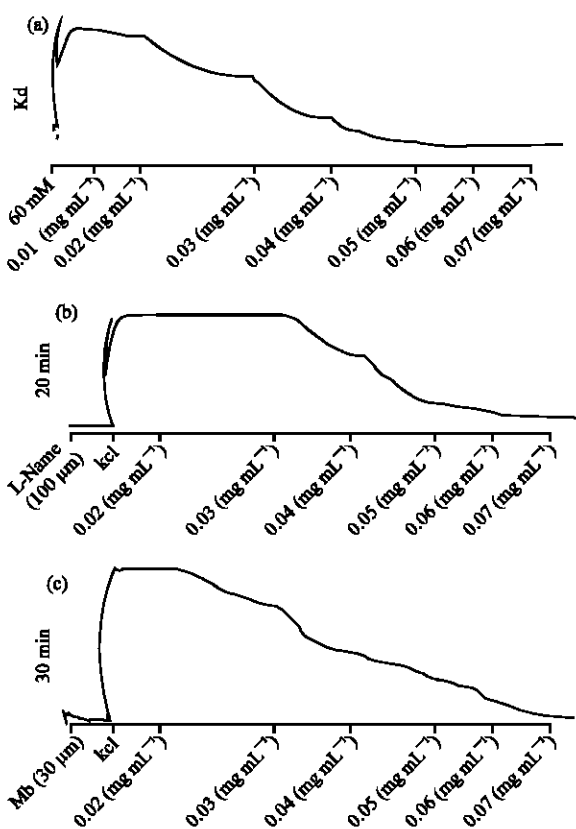 (a)
Kd
60 mM
0.01 (mg mL⁻¹)
0.02 (mg mL⁻¹)
0.03 (mg mL⁻¹)
0.04 (mg mL⁻¹)
0.05 (mg mL⁻¹)
0.06 (mg mL⁻¹)
0.07 (mg mL⁻¹)
(b)
20 min
L-Name
(100 μm)
kcl
0.02 (mg mL⁻¹)
0.03 (mg mL⁻¹)
0.04 (mg mL⁻¹)
0.05 (mg mL⁻¹)
0.06 (mg mL⁻¹)
0.07 (mg mL⁻¹)
(c)
30 min
Mb (30 μm)
kcl
0.02 (mg mL⁻¹)
0.03 (mg mL⁻¹)
0.04 (mg mL⁻¹)
0.05 (mg mL⁻¹)
0.06 (mg mL⁻¹)
0.07 (mg mL⁻¹)